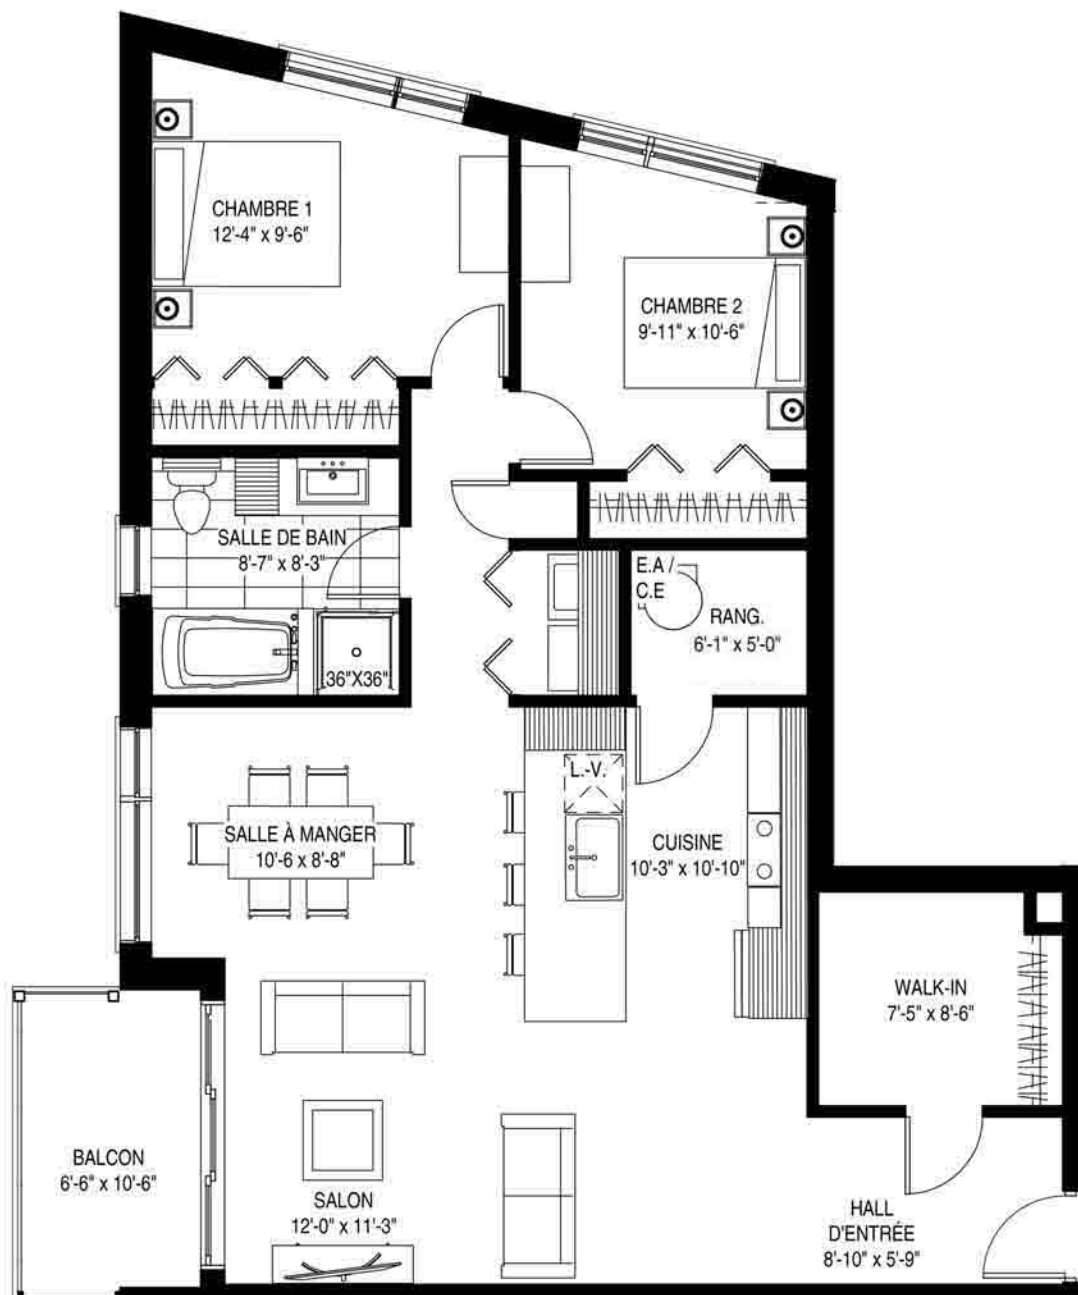 CHAMBRE 1
12'-4" x 9'-6"
CHAMBRE 2
9'-11" x 10'-6"
SALLE DE BAIN
8'-7" x 8'-3"
36"X36"
E.A /
C.E
RANG.
6'-1" x 5'-0"
L.-V.
SALLE À MANGER
10'-6 x 8'-8"
CUISINE
10'-3" x 10'-10"
WALK-IN
7'-5" x 8'-6"
BALCON
6'-6" x 10'-6"
SALON
12'-0" x 11'-3"
HALL
D'ENTRÉE
8'-10" x 5'-9"